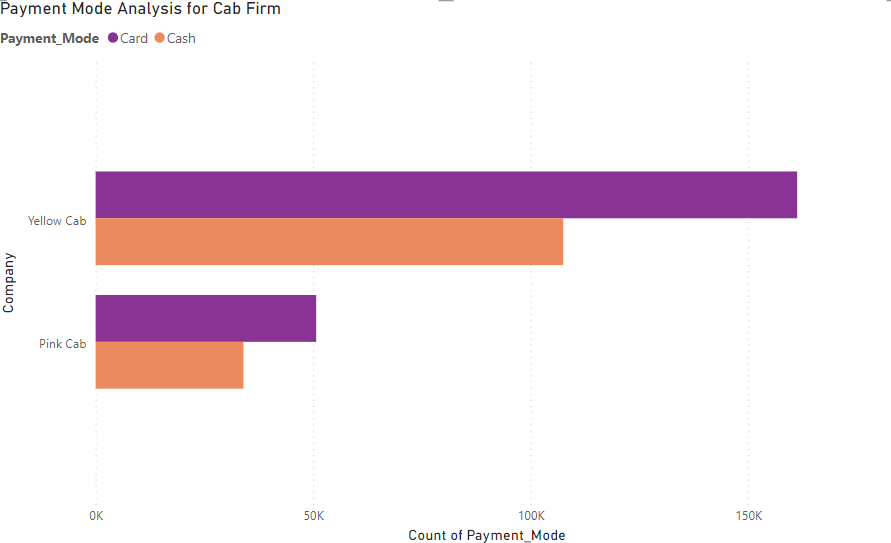 Payment Mode Analysis for Cab Firm
Payment_Mode Card Cash
Yellow Cab
Company
Pink Cab
0K 50K 100K 150K
Count of Payment_Mode